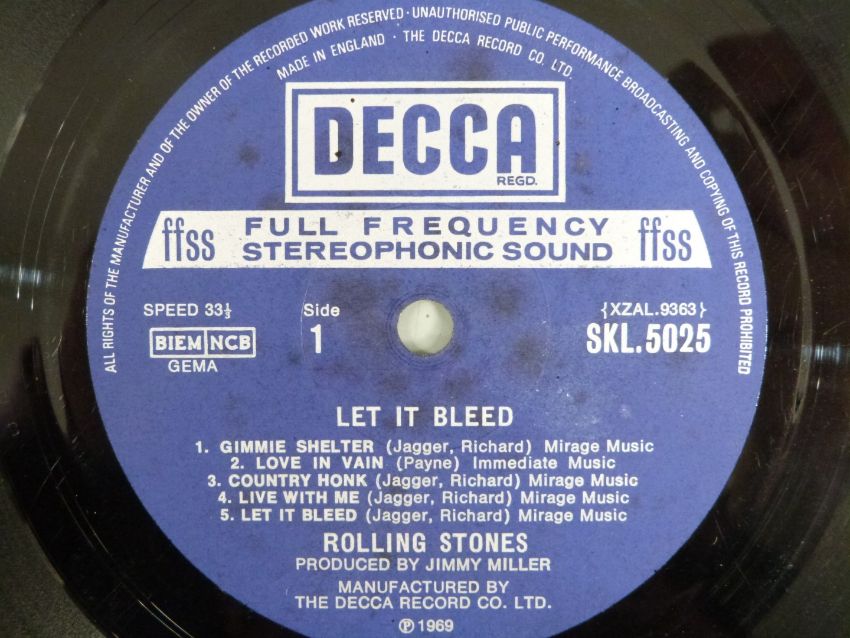 ALL RIGHTS OF THE MANUFACTURER AND OF THE OWNER OF THE RECORDED WORK RESERVED · UNAUTHORISED PUBLIC PERFORMANCE BROADCASTING AND COPYING OF THIS RECORD PROHIBITED
MADE IN ENGLAND · THE DECCA RECORD CO. LTD.
DECCA
REGD.
ffss FULL FREQUENCY STEREOPHONIC SOUND ffss
SPEED 33⅓ Side {XZAL.9363}
BIEM NCB 1 SKL.5025
GEMA
LET IT BLEED
1. GIMMIE SHELTER (Jagger, Richard) Mirage Music
2. LOVE IN VAIN (Payne) Immediate Music
3. COUNTRY HONK (Jagger, Richard) Mirage Music
4. LIVE WITH ME (Jagger, Richard) Mirage Music
5. LET IT BLEED (Jagger, Richard) Mirage Music
ROLLING STONES
PRODUCED BY JIMMY MILLER
MANUFACTURED BY
THE DECCA RECORD CO. LTD.
℗ 1969